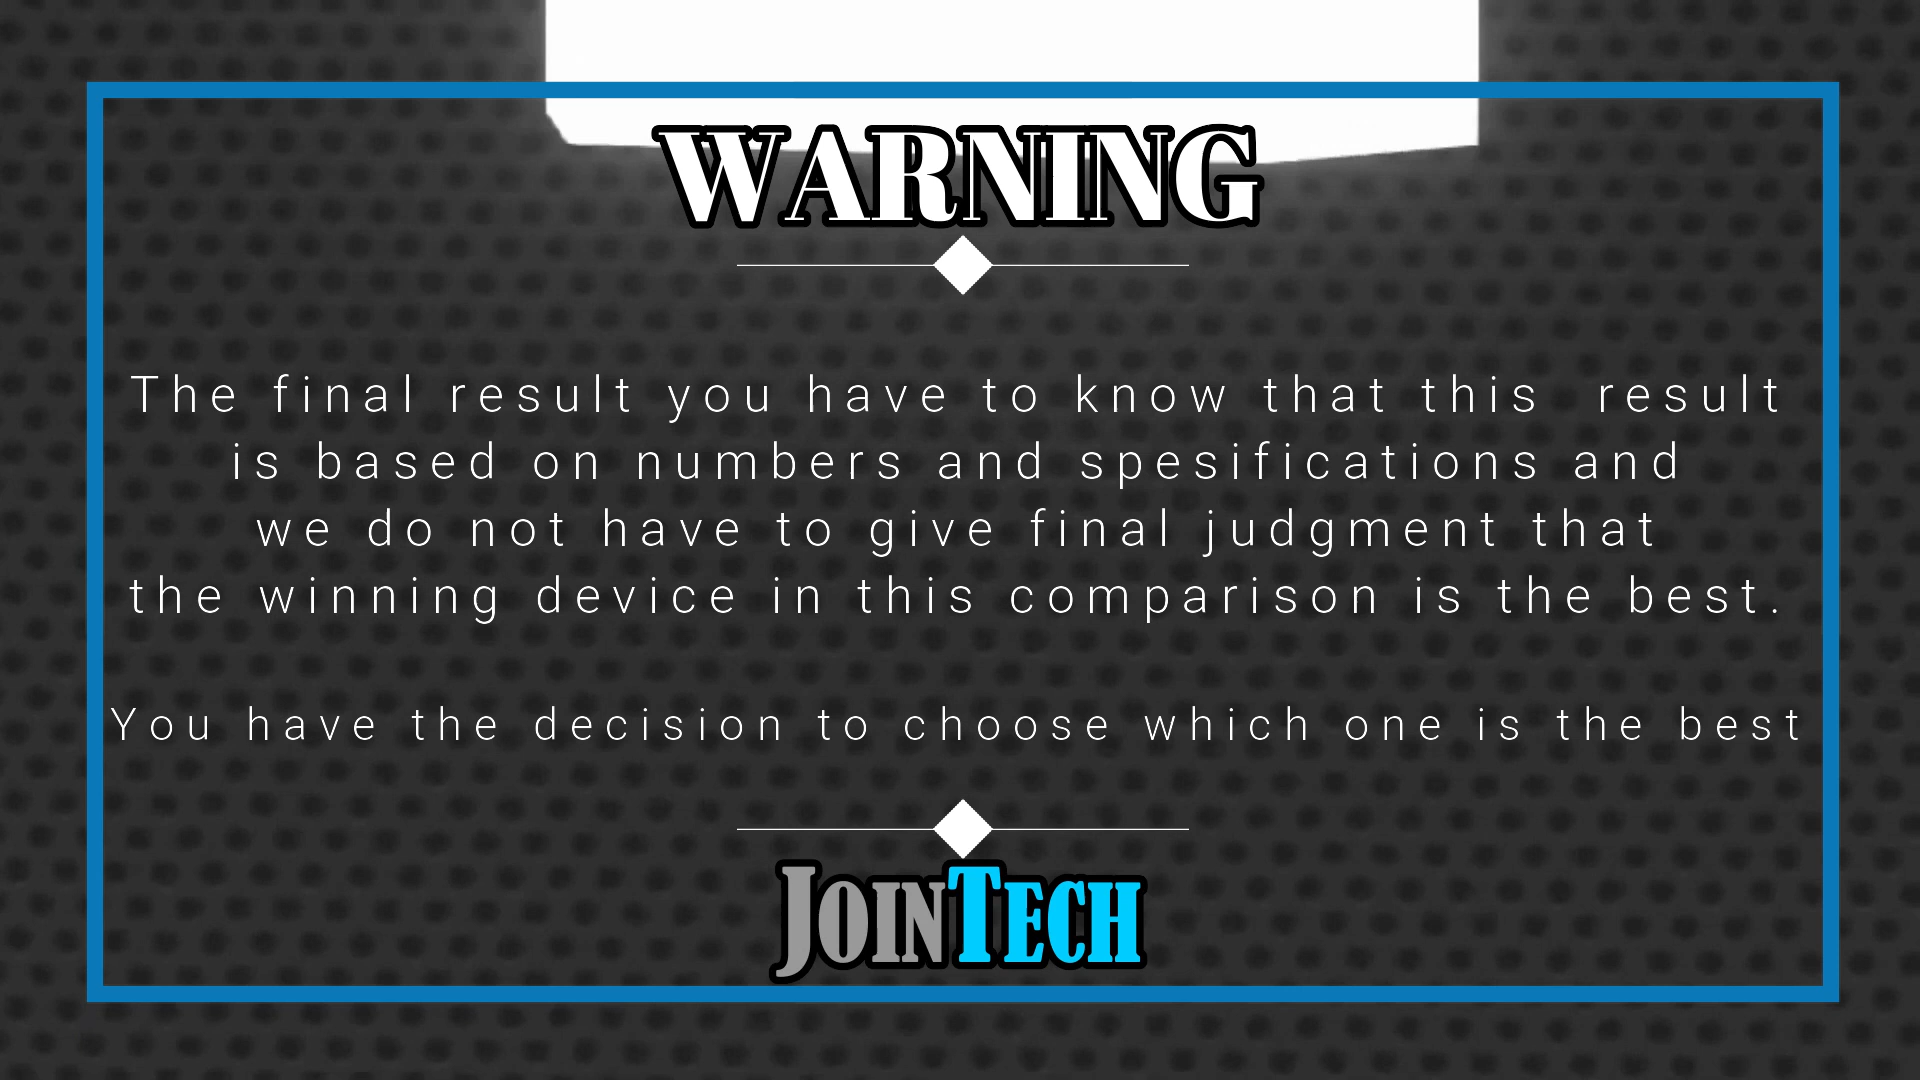 WARNING
The final result you have to know that this result
is based on numbers and spesifications and
we do not have to give final judgment that
the winning device in this comparison is the best.
You have the decision to choose which one is the best
JOINTECH